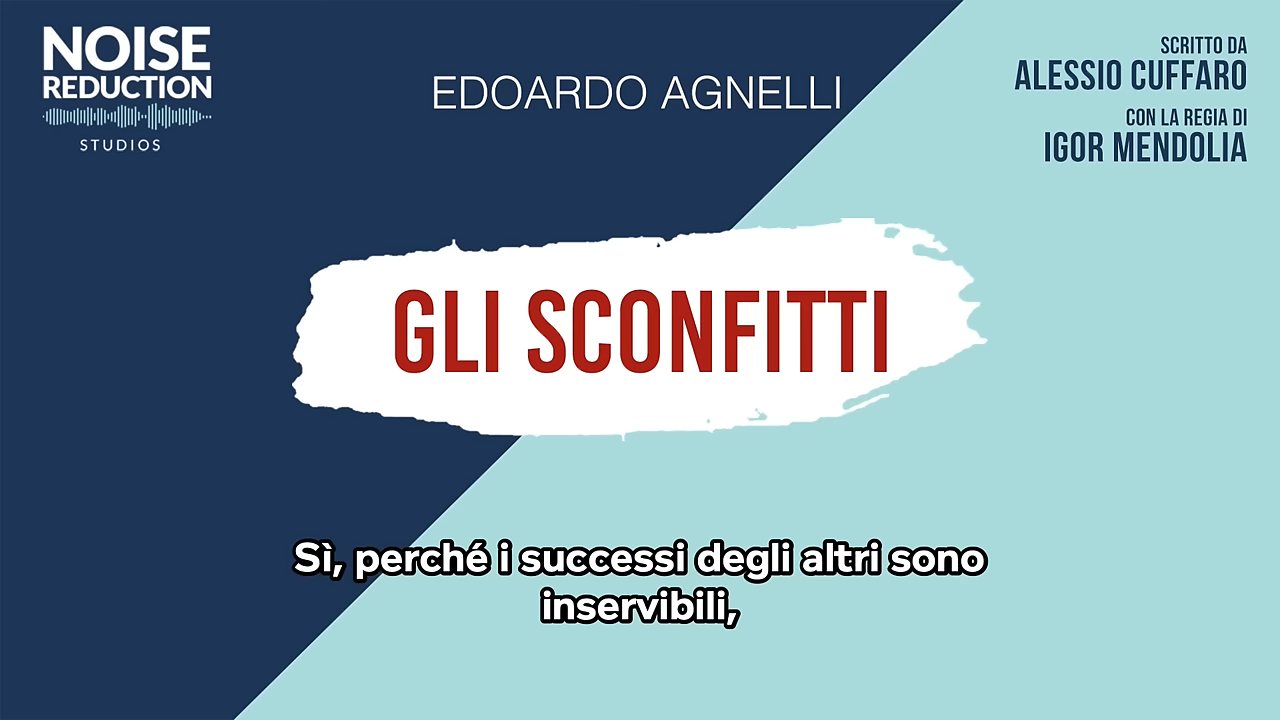 NOISE
REDUCTION
STUDIOS
EDOARDO AGNELLI
SCRITTO DA
ALESSIO CUFFARO
CON LA REGIA DI
IGOR MENDOLIA
GLI SCONFITTI
Sì, perché i successi degli altri sono
inservibili,